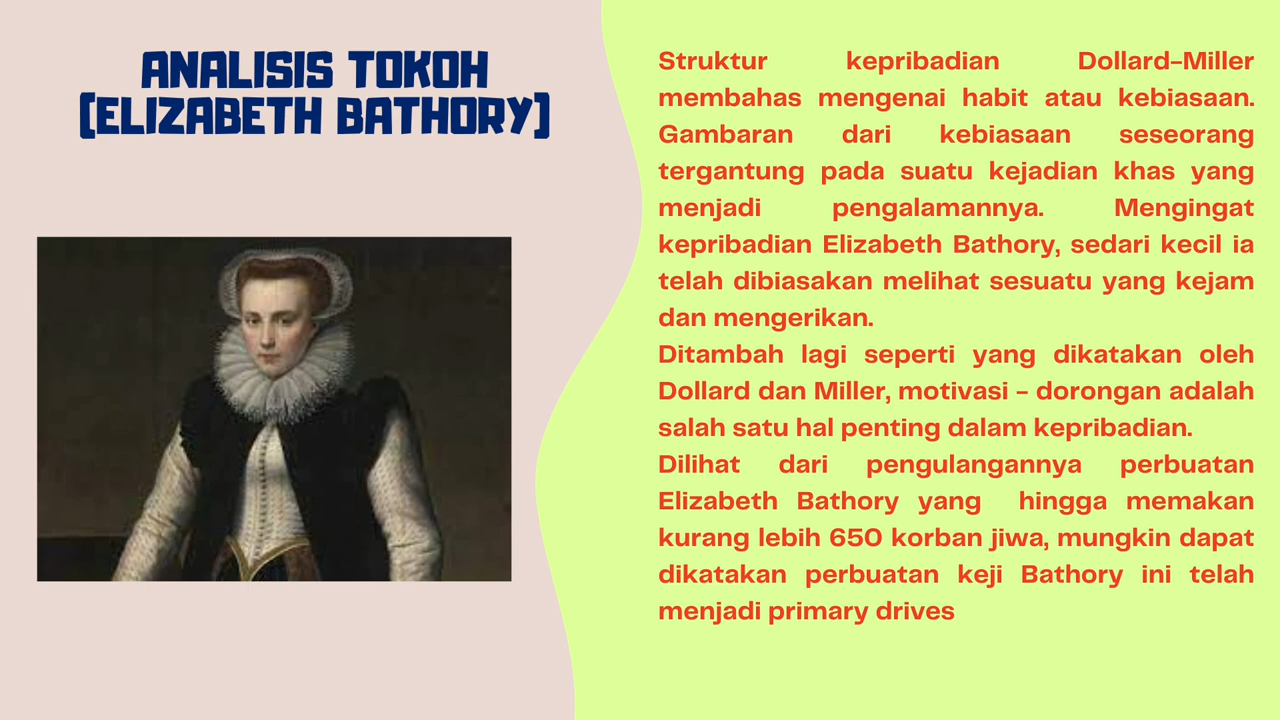 ANALISIS TOKOH
[ELIZABETH BATHORY]
Struktur kepribadian Dollard-Miller
membahas mengenai habit atau kebiasaan.
Gambaran dari kebiasaan seseorang
tergantung pada suatu kejadian khas yang
menjadi pengalamannya. Mengingat
kepribadian Elizabeth Bathory, sedari kecil ia
telah dibiasakan melihat sesuatu yang kejam
dan mengerikan.
Ditambah lagi seperti yang dikatakan oleh
Dollard dan Miller, motivasi - dorongan adalah
salah satu hal penting dalam kepribadian.
Dilihat dari pengulangannya perbuatan
Elizabeth Bathory yang hingga memakan
kurang lebih 650 korban jiwa, mungkin dapat
dikatakan perbuatan keji Bathory ini telah
menjadi primary drives